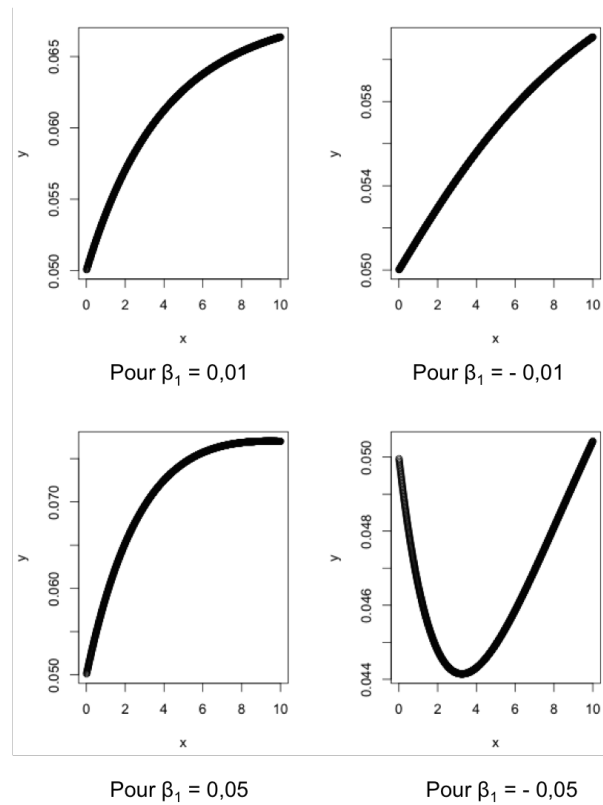 0.050 0.055 0.060 0.065
y
0 2 4 6 8 10
x
Pour β₁ = 0,01
0.050 0.054 0.058
y
0 2 4 6 8 10
x
Pour β₁ = - 0,01
0.050 0.060 0.070
y
0 2 4 6 8 10
x
Pour β₁ = 0,05
0.044 0.046 0.048 0.050
y
0 2 4 6 8 10
x
Pour β₁ = - 0,05